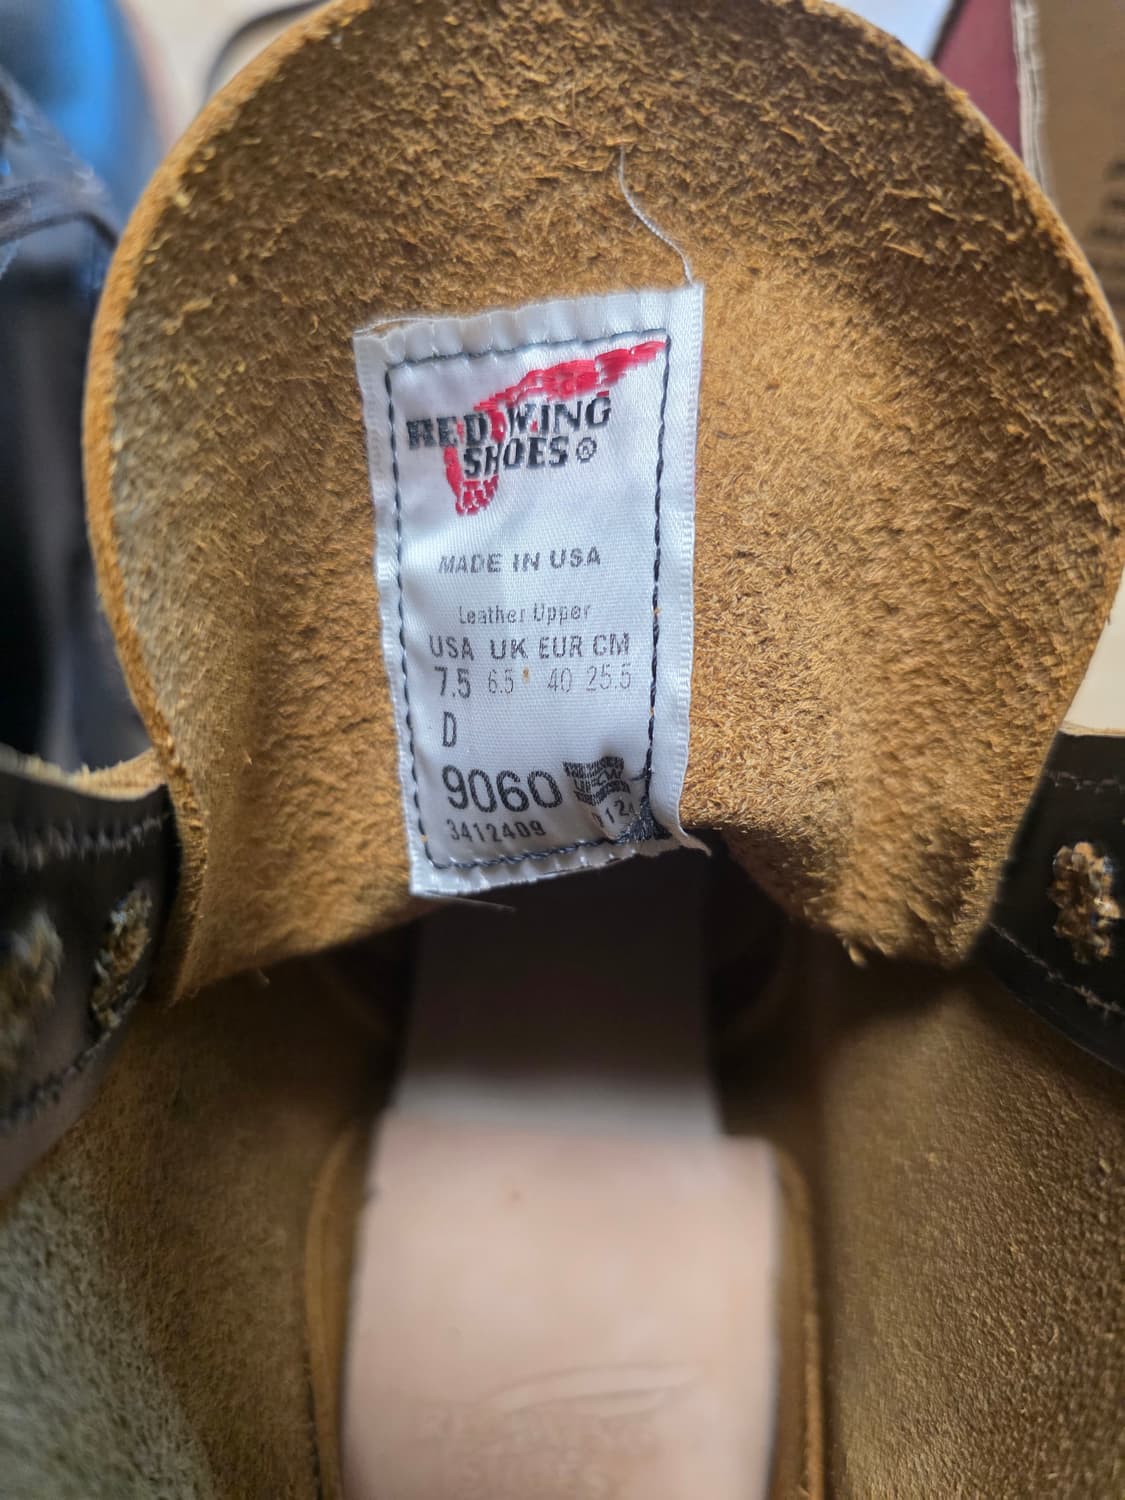 RED WING
SHOES®
MADE IN USA
Leather Upper
USA UK EUR CM
7.5 6.5 40 25.5
D
9060
3412409